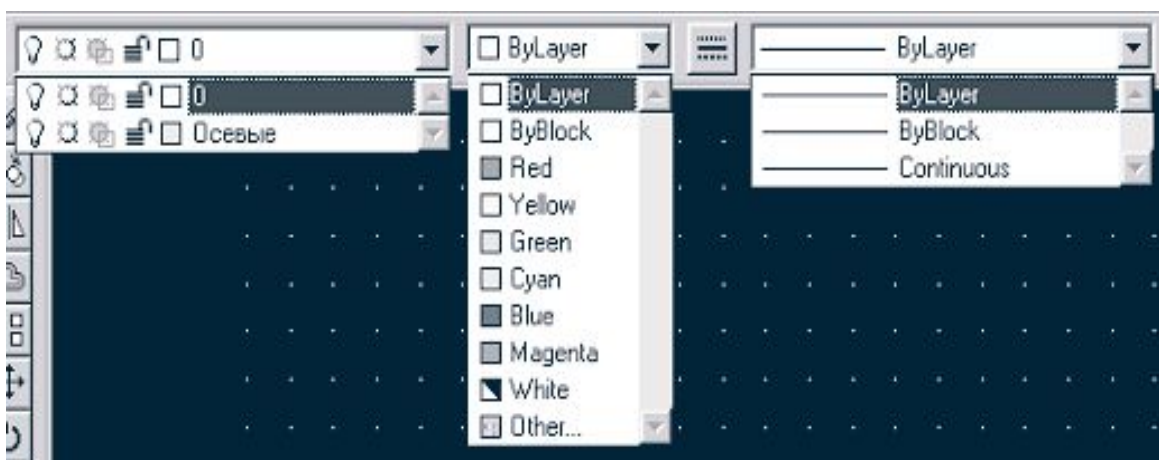 0
0
Осевые
ByLayer
ByLayer
ByBlock
Red
Yellow
Green
Cyan
Blue
Magenta
White
Other...
ByLayer
ByLayer
ByBlock
Continuous